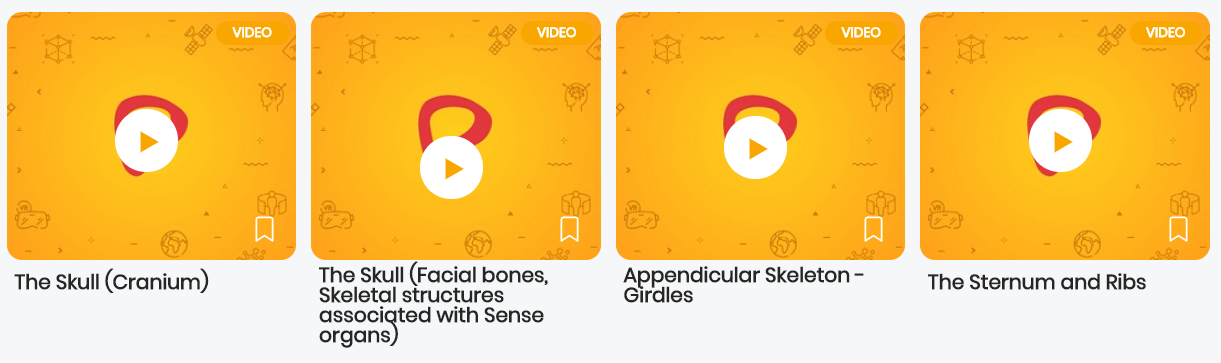 VIDEO
VIDEO
VIDEO
VIDEO
The Skull (Cranium)
The Skull (Facial bones,
Skeletal structures
associated with Sense
organs)
Appendicular Skeleton -
Girdles
The Sternum and Ribs